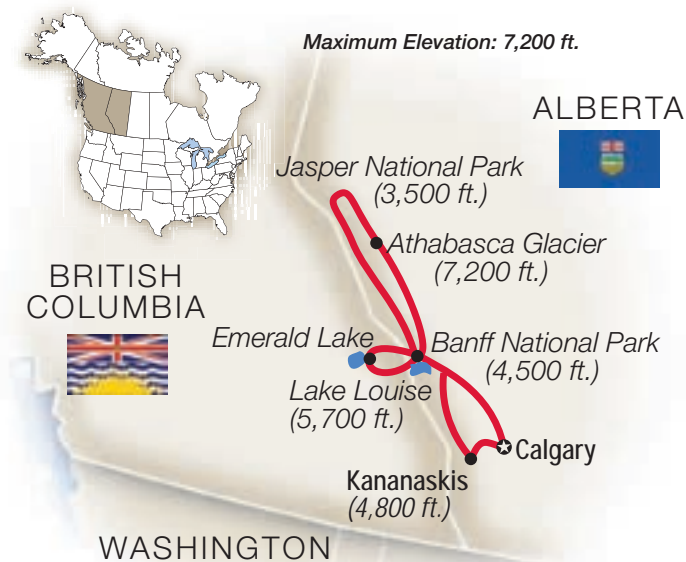 Maximum Elevation: 7,200 ft.
ALBERTA
Jasper National Park
(3,500 ft.)
Athabasca Glacier
(7,200 ft.)
BRITISH
COLUMBIA
Emerald Lake
Banff National Park
(4,500 ft.)
Lake Louise
(5,700 ft.)
Calgary
Kananaskis
(4,800 ft.)
WASHINGTON